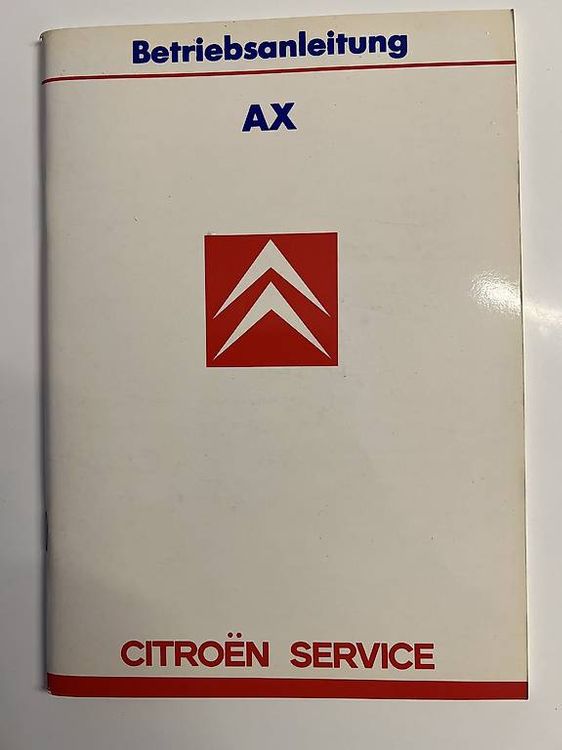 Betriebsanleitung
AX
CITROËN SERVICE